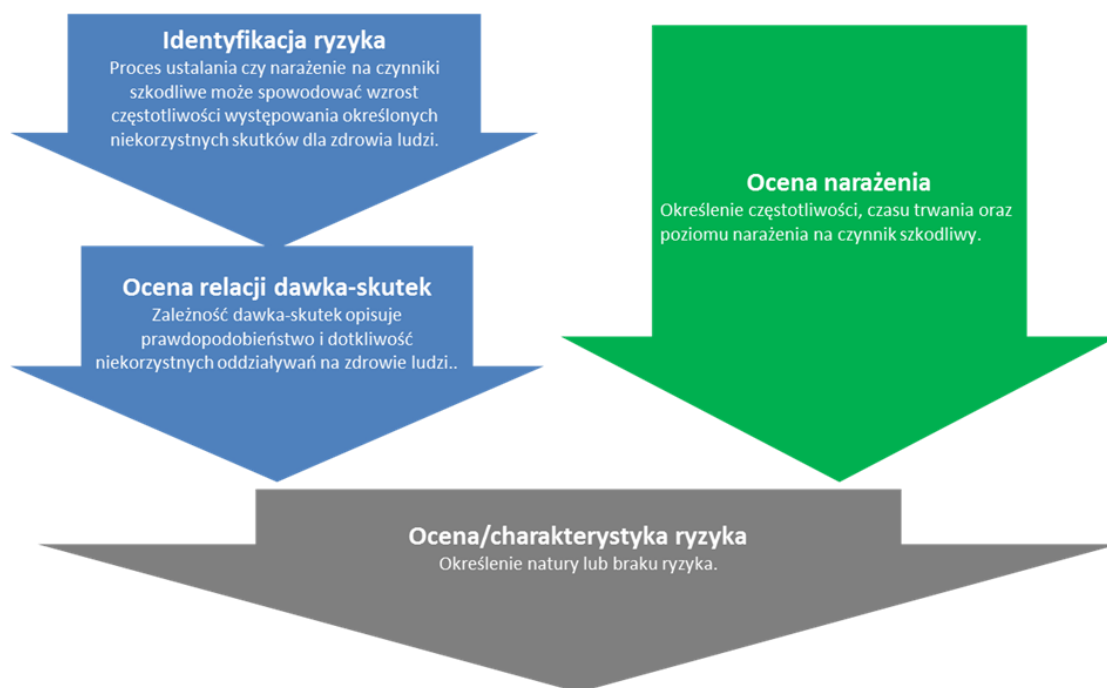 Identyfikacja ryzyka
Proces ustalania czy narażenie na czynniki
szkodliwe może spowodować wzrost
częstotliwości występowania określonych
niekorzystnych skutków dla zdrowia ludzi.
Ocena relacji dawka-skutek
Zależność dawka-skutek opisuje
prawdopodobieństwo i dotkliwość
niekorzystnych oddziaływań na zdrowie ludzi..
Ocena narażenia
Określenie częstotliwości, czasu trwania oraz
poziomu narażenia na czynnik szkodliwy.
Ocena/charakterystyka ryzyka
Określenie natury lub braku ryzyka.